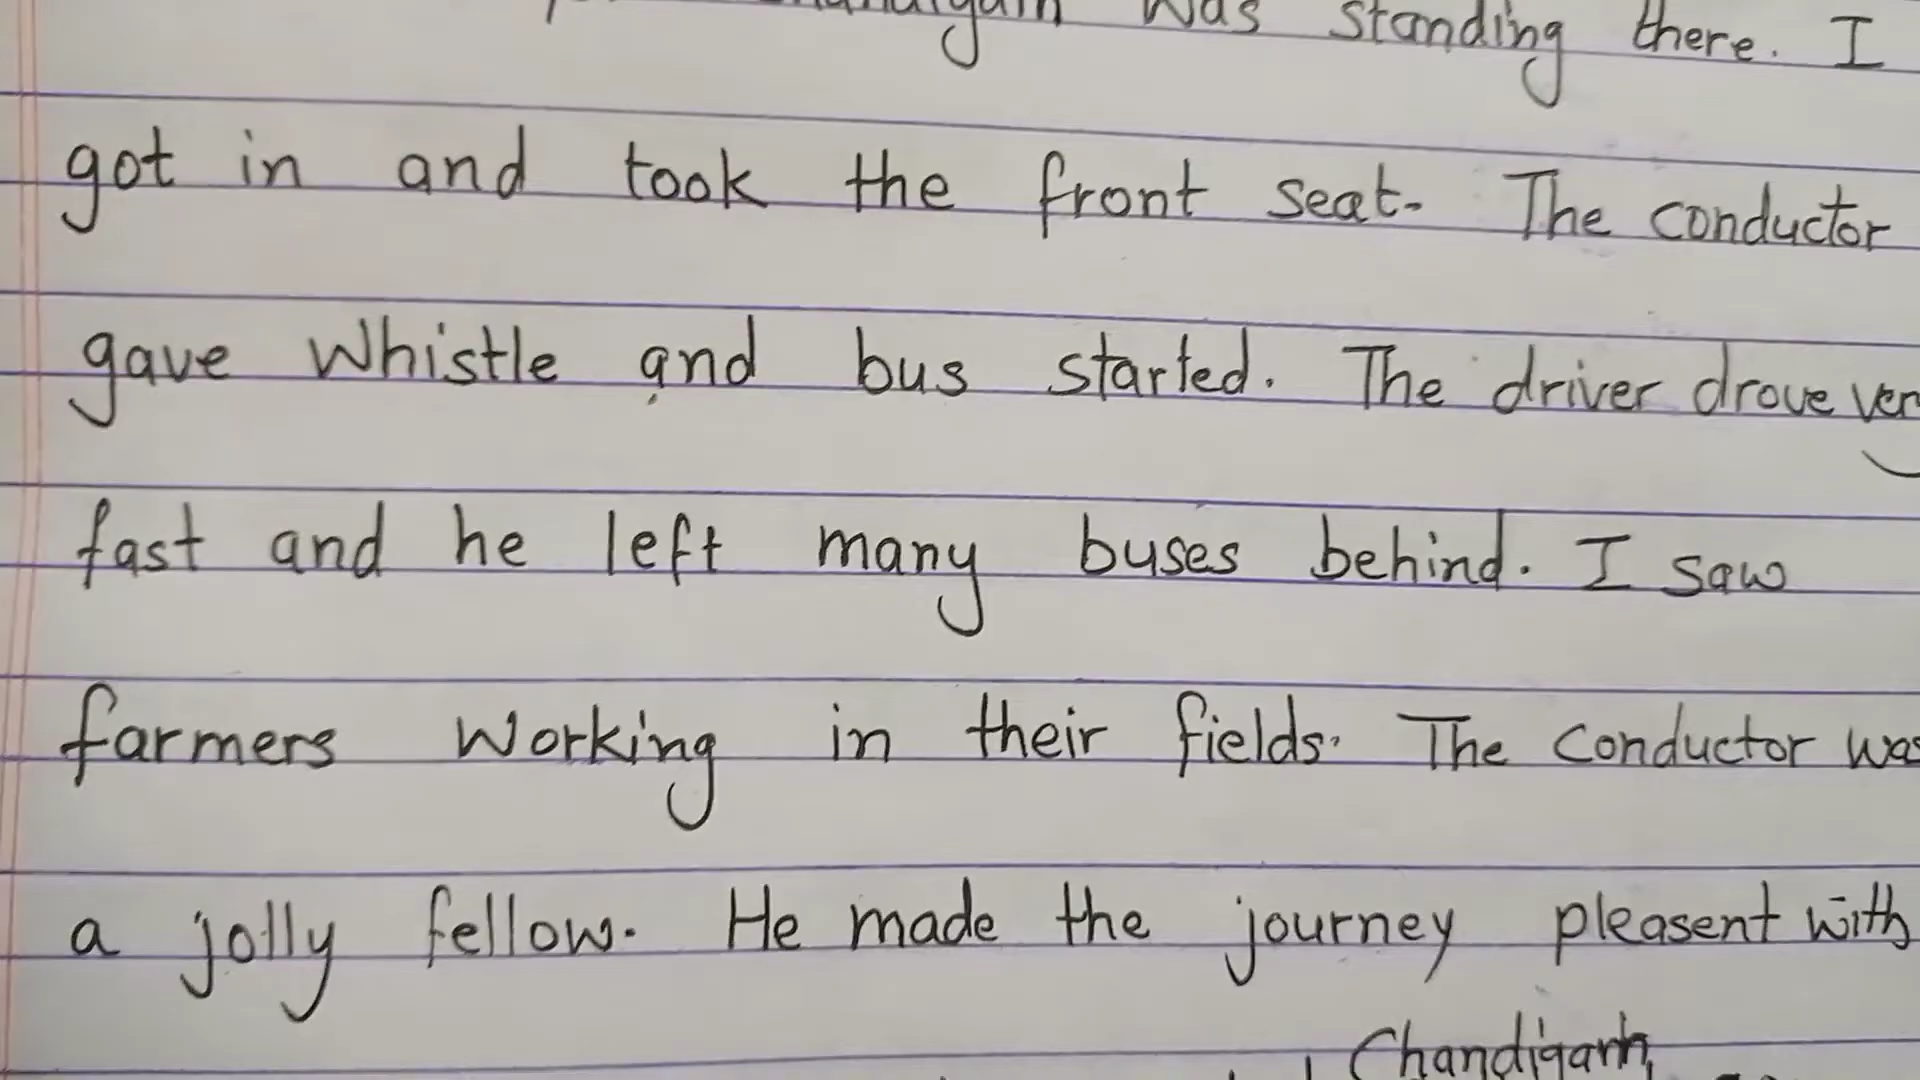 was standing there. I
got in and took the front seat. The conductor
gave whistle and bus started. The driver drove very
fast and he left many buses behind. I saw
farmers working in their fields. The conductor was
a jolly fellow. He made the journey pleasent with
Chandigarh,